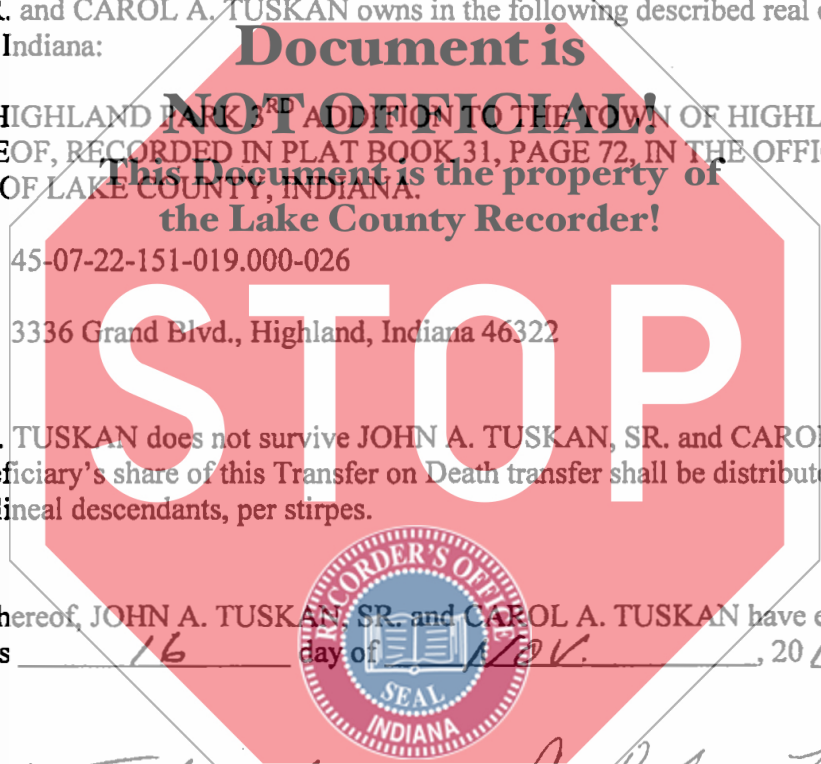 R. and CAROL A. TUSKAN owns in the following described real
Indiana:
Document is
NOT OFFICIAL!
HIGHLAND PARK 3RD ADDITION TO THE TOWN OF HIGHL
EOF, RECORDED IN PLAT BOOK 31, PAGE 72, IN THE OFFI
This Document is the property of
OF LAKE COUNTY, INDIANA.
the Lake County Recorder!
45-07-22-151-019.000-026
STOP
3336 Grand Blvd., Highland, Indiana 46322
. TUSKAN does not survive JOHN A. TUSKAN, SR. and CAROL
eficiary's share of this Transfer on Death transfer shall be distribute
lineal descendants, per stirpes.
RECORDER'S OFFICE
hereof, JOHN A. TUSKAN, SR. and CAROL A. TUSKAN have e
s 16 day of Nov. , 20
SEAL
INDIANA